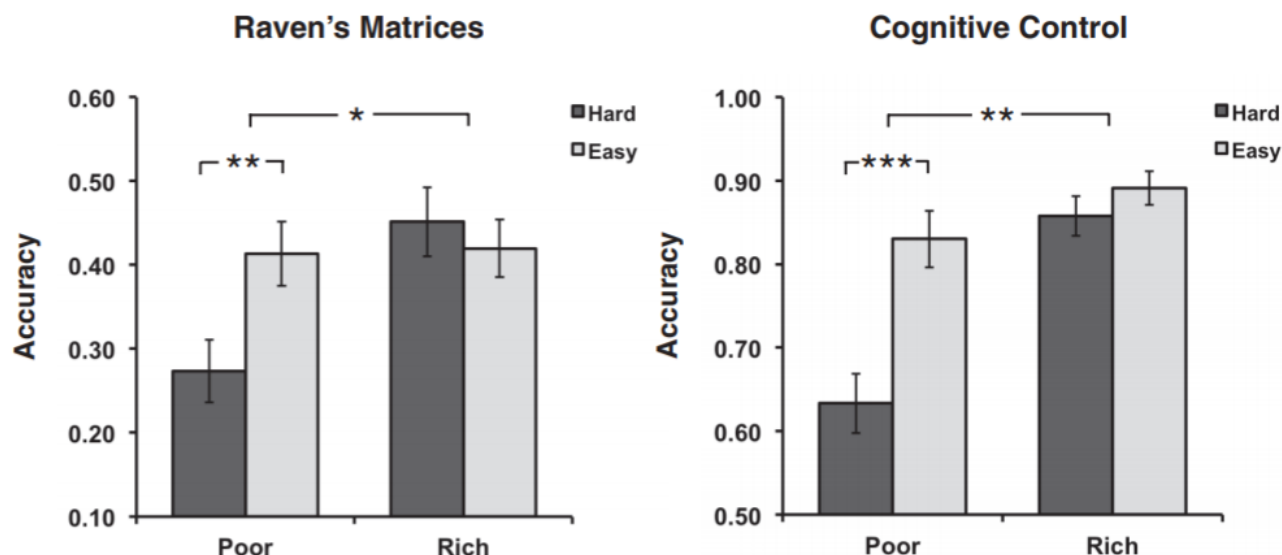 Raven's Matrices
0.60
0.50
0.40
0.30
0.20
0.10
Accuracy
*
**
Hard
Easy
Poor
Rich
Cognitive Control
1.00
0.90
0.80
0.70
0.60
0.50
Accuracy
**
***
Hard
Easy
Poor
Rich